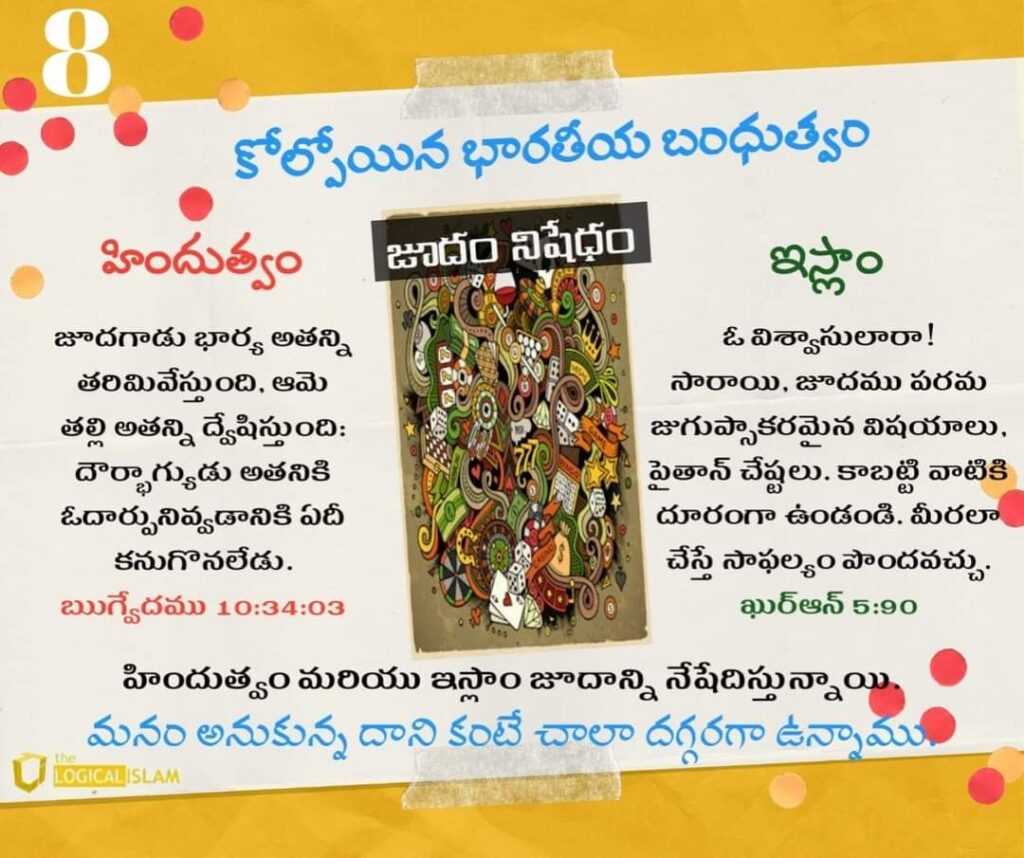 8
కోల్పోయిన భారతీయ బంధుత్వం
జూదం నిషేధం
హిందుత్వం
జూదగాడు భార్య అతన్ని
తరిమివేస్తుంది, ఆమె
తల్లి అతన్ని ద్వేషిస్తుంది:
దౌర్భాగ్యుడు అతనికి
ఓదార్పునివ్వడానికి ఏదీ
కనుగొనలేడు.
ఋగ్వేదము 10:34:03
ఇస్లాం
ఓ విశ్వాసులారా!
సారాయి, జూదము పరమ
జుగుప్సాకరమైన విషయాలు,
షైతాన్ చేష్టలు. కాబట్టి వాటికి
దూరంగా ఉండండి. మీరలా
చేస్తే సాఫల్యం పొందవచ్చు.
ఖుర్ఆన్ 5:90
హిందుత్వం మరియు ఇస్లాం జూదాన్ని నేషేదిస్తున్నాయి.
మనం అనుకున్న దాని కంటే చాలా దగ్గరగా ఉన్నాము.
the
LOGICAL ISLAM